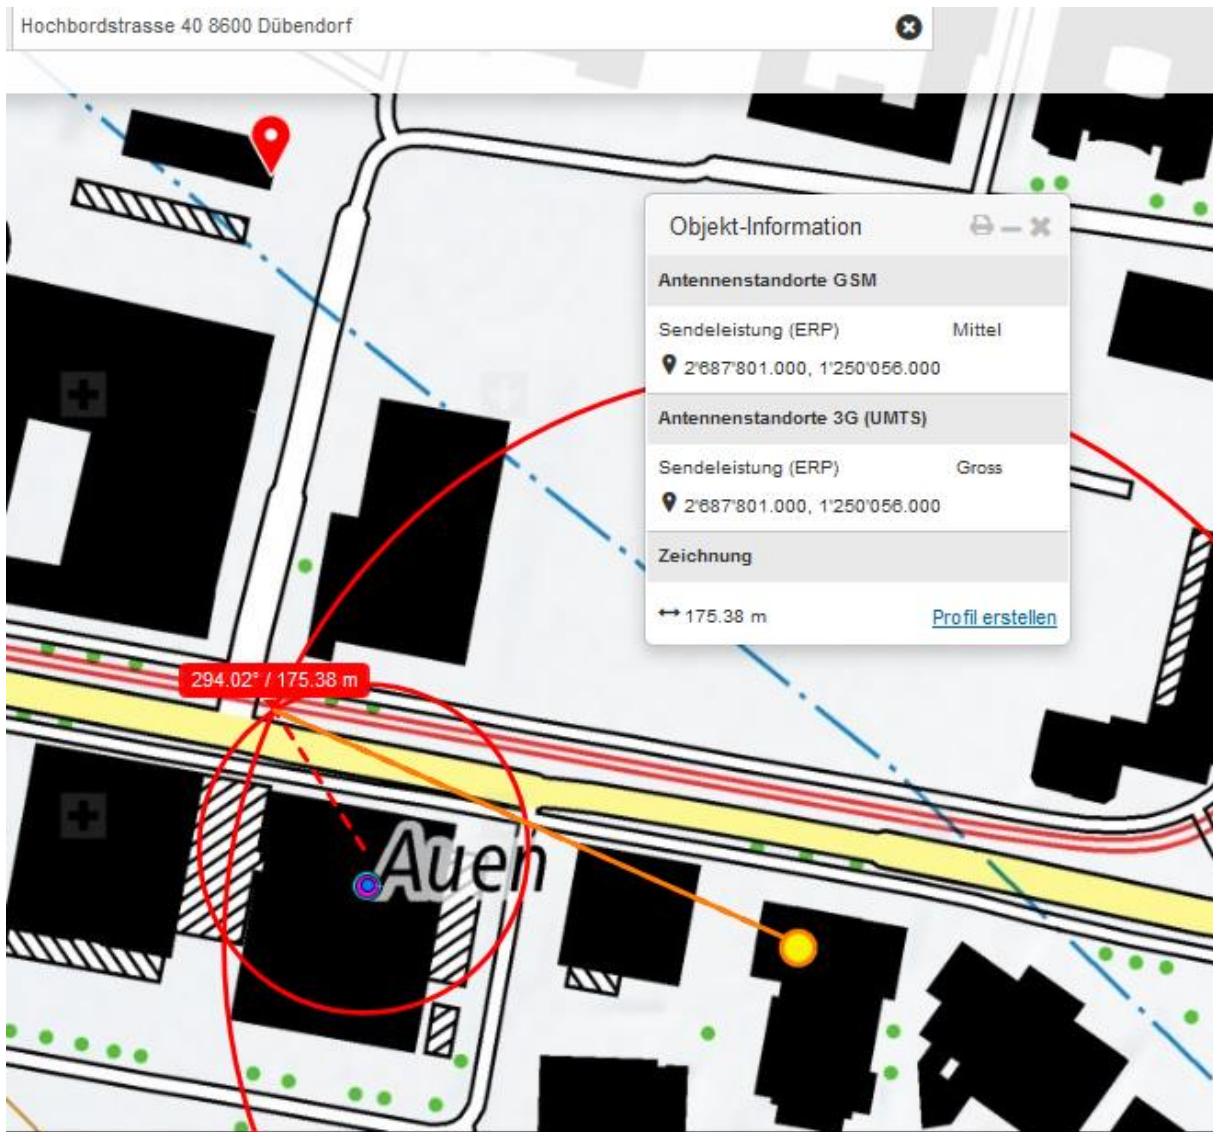 Hochbordstrasse 40 8600 Dübendorf
Objekt-Information
Antennenstandorte GSM
Sendeleistung (ERP) Mittel
2'687'801.000, 1'250'056.000
Antennenstandorte 3G (UMTS)
Sendeleistung (ERP) Gross
2'687'801.000, 1'250'056.000
Zeichnung
175.38 m Profil erstellen
294.02° / 175.38 m
Auen